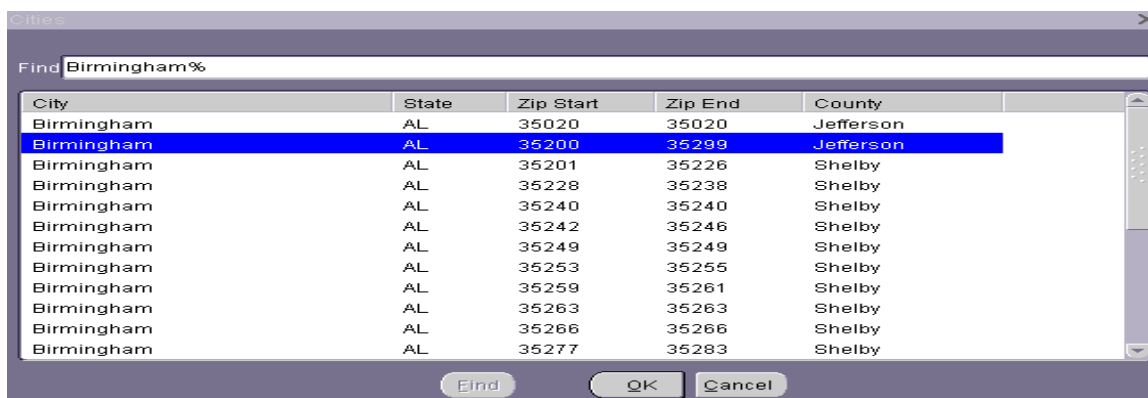 Cities
Find Birmingham%
City State Zip Start Zip End County
Birmingham AL 35020 35020 Jefferson
Birmingham AL 35200 35299 Jefferson
Birmingham AL 35201 35226 Shelby
Birmingham AL 35228 35238 Shelby
Birmingham AL 35240 35240 Shelby
Birmingham AL 35242 35246 Shelby
Birmingham AL 35249 35249 Shelby
Birmingham AL 35253 35255 Shelby
Birmingham AL 35259 35261 Shelby
Birmingham AL 35263 35263 Shelby
Birmingham AL 35266 35266 Shelby
Birmingham AL 35277 35283 Shelby
Find OK Cancel